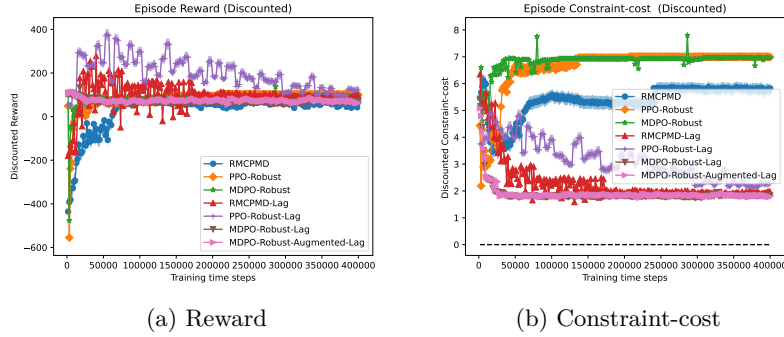 Episode Reward (Discounted)
400
200
0
−200
−400
−600
Discounted Reward
RMCPMD
PPO-Robust
MDPO-Robust
RMCPMD-Lag
PPO-Robust-Lag
MDPO-Robust-Lag
MDPO-Robust-Augmented-Lag
0 50000 100000 150000 200000 250000 300000 350000 400000
Training time steps
(a) Reward
Episode Constraint-cost (Discounted)
8
7
6
5
4
3
2
1
0
Discounted Constraint-cost
RMCPMD
PPO-Robust
MDPO-Robust
RMCPMD-Lag
PPO-Robust-Lag
MDPO-Robust-Lag
MDPO-Robust-Augmented-Lag
0 50000 100000 150000 200000 250000 300000 350000 400000
Training time steps
(b) Constraint-cost